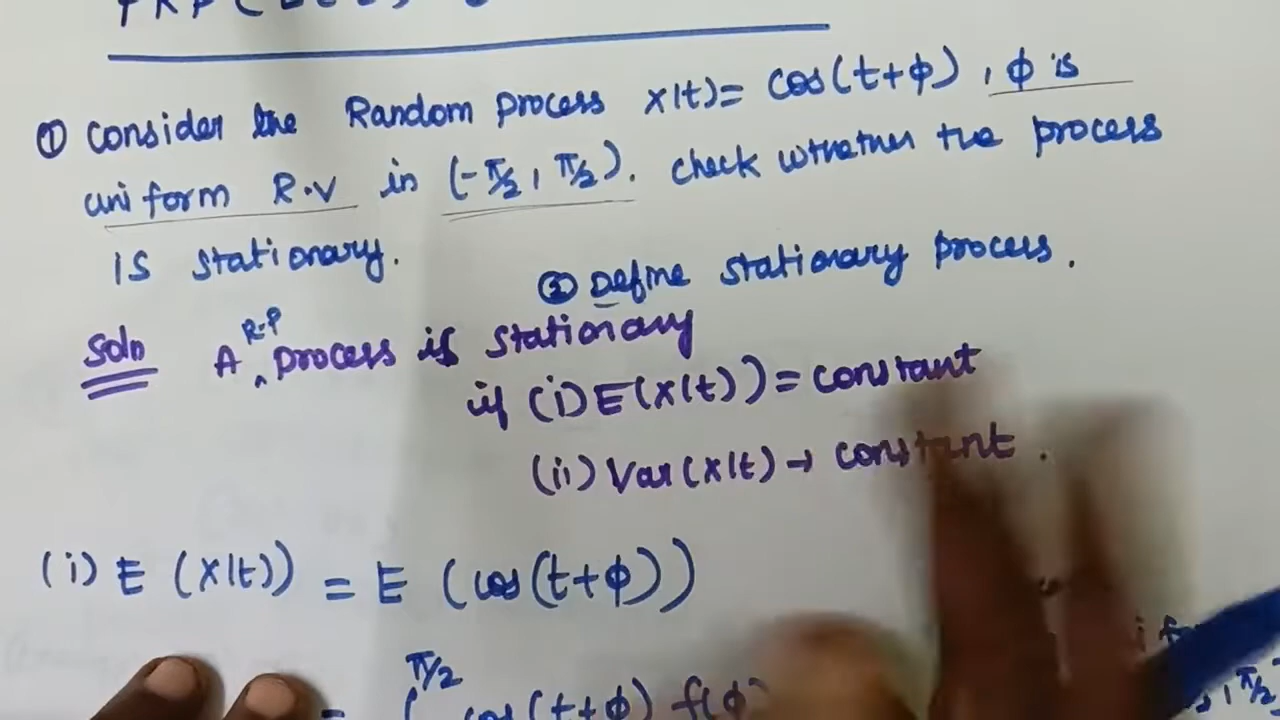 ① Consider the Random process X(t)= cos(t+ϕ), ϕ is
uniform R.V in (-π/2, π/2). check whether the process
is stationary.
② Define stationary process.
Soln A R.P process is stationary
if (i) E(X(t)) = constant
(ii) Var(X(t) → constant.
(i) E (X(t)) = E (cos(t+ϕ))
π/2
= ∫ cos(t+ϕ) f(ϕ)